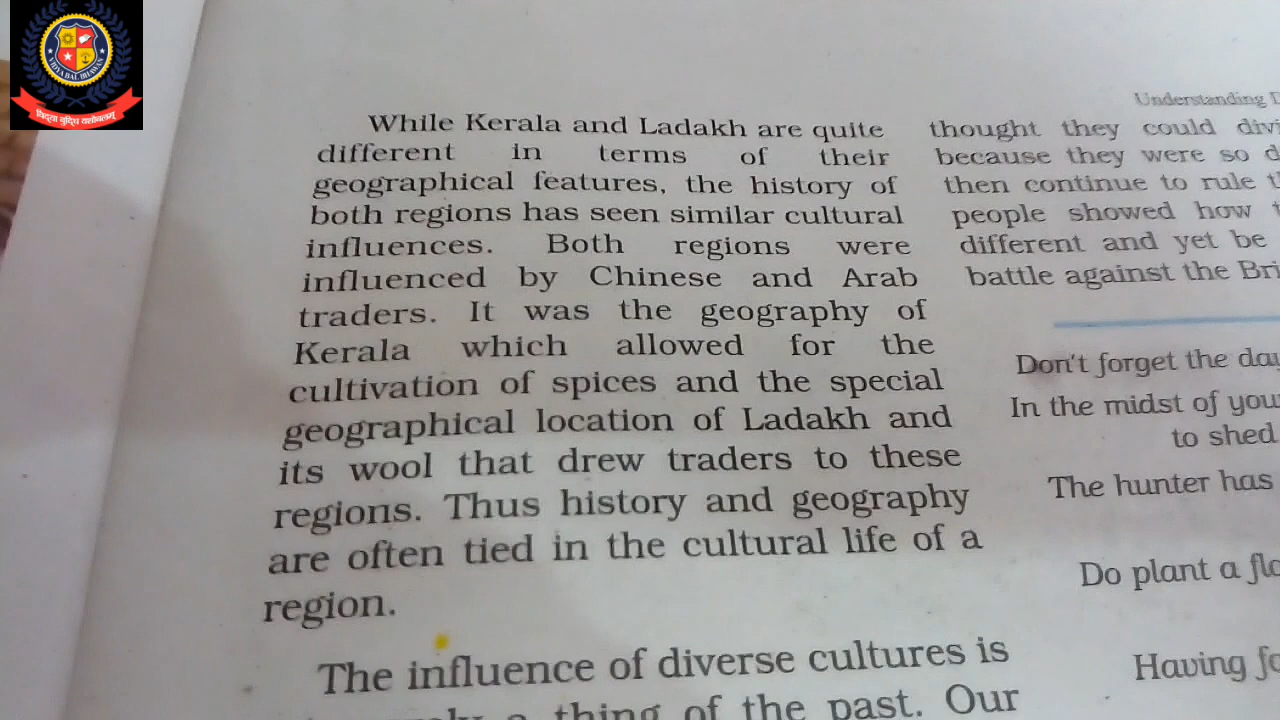 VIDYA BAL BHAWAN
While Kerala and Ladakh are quite
different in terms of their
geographical features, the history of
both regions has seen similar cultural
influences. Both regions were
influenced by Chinese and Arab
traders. It was the geography of
Kerala which allowed for the
cultivation of spices and the special
geographical location of Ladakh and
its wool that drew traders to these
regions. Thus history and geography
are often tied in the cultural life of a
region.
The influence of diverse cultures is
a thing of the past. Our
Understanding
thought they could
because they were so
then continue to rule
people showed how
different and yet be
battle against the
Don't forget the
In the midst of
to shed
The hunter has
Do plant a
Having